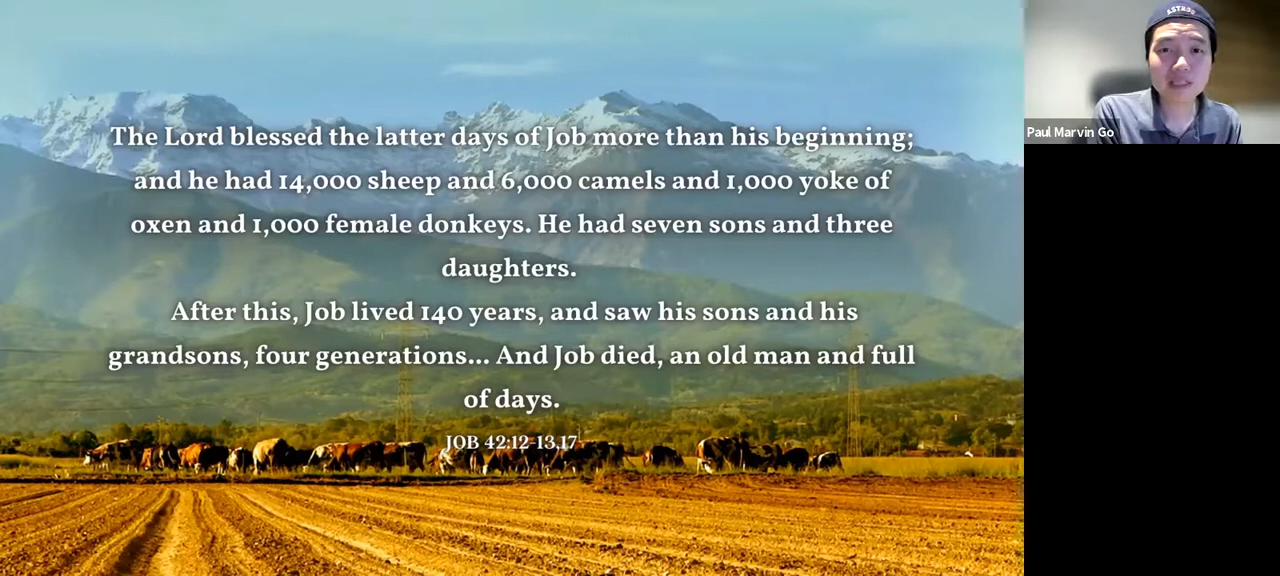 The Lord blessed the latter days of Job more than his beginning;
and he had 14,000 sheep and 6,000 camels and 1,000 yoke of
oxen and 1,000 female donkeys. He had seven sons and three
daughters.
After this, Job lived 140 years, and saw his sons and his
grandsons, four generations... And Job died, an old man and full
of days.
JOB 42:12-13,17
ASTROS
Paul Marvin Go